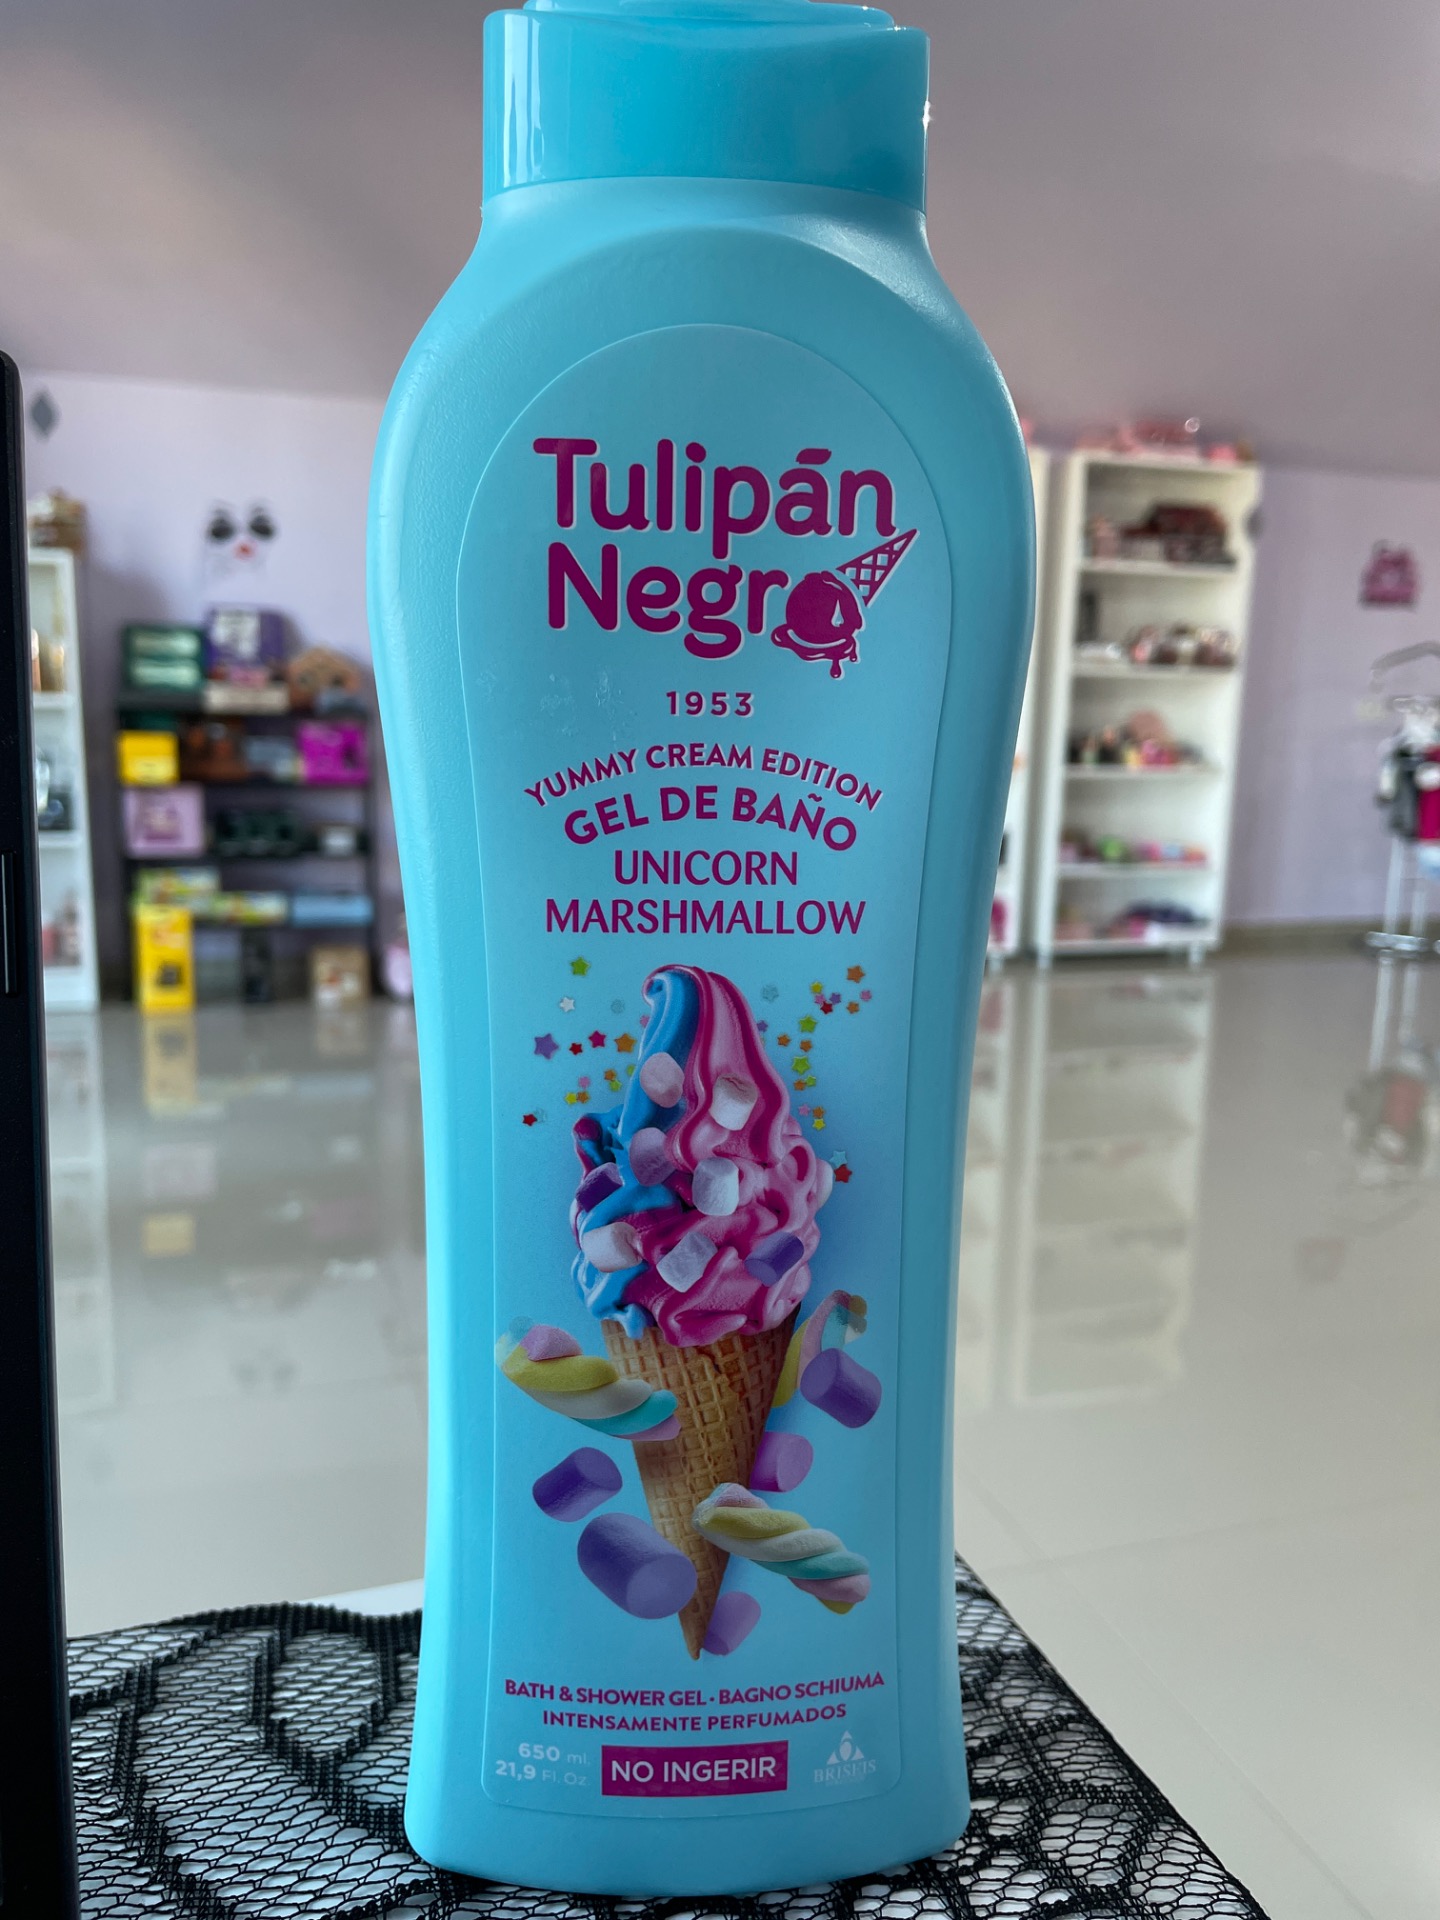 Tulipán
Negro
1953
YUMMY CREAM EDITION
GEL DE BAÑO
UNICORN
MARSHMALLOW
BATH & SHOWER GEL · BAGNO SCHIUMA
INTENSAMENTE PERFUMADOS
650 ml.
21,9 Fl. Oz.
NO INGERIR
BRISEIS